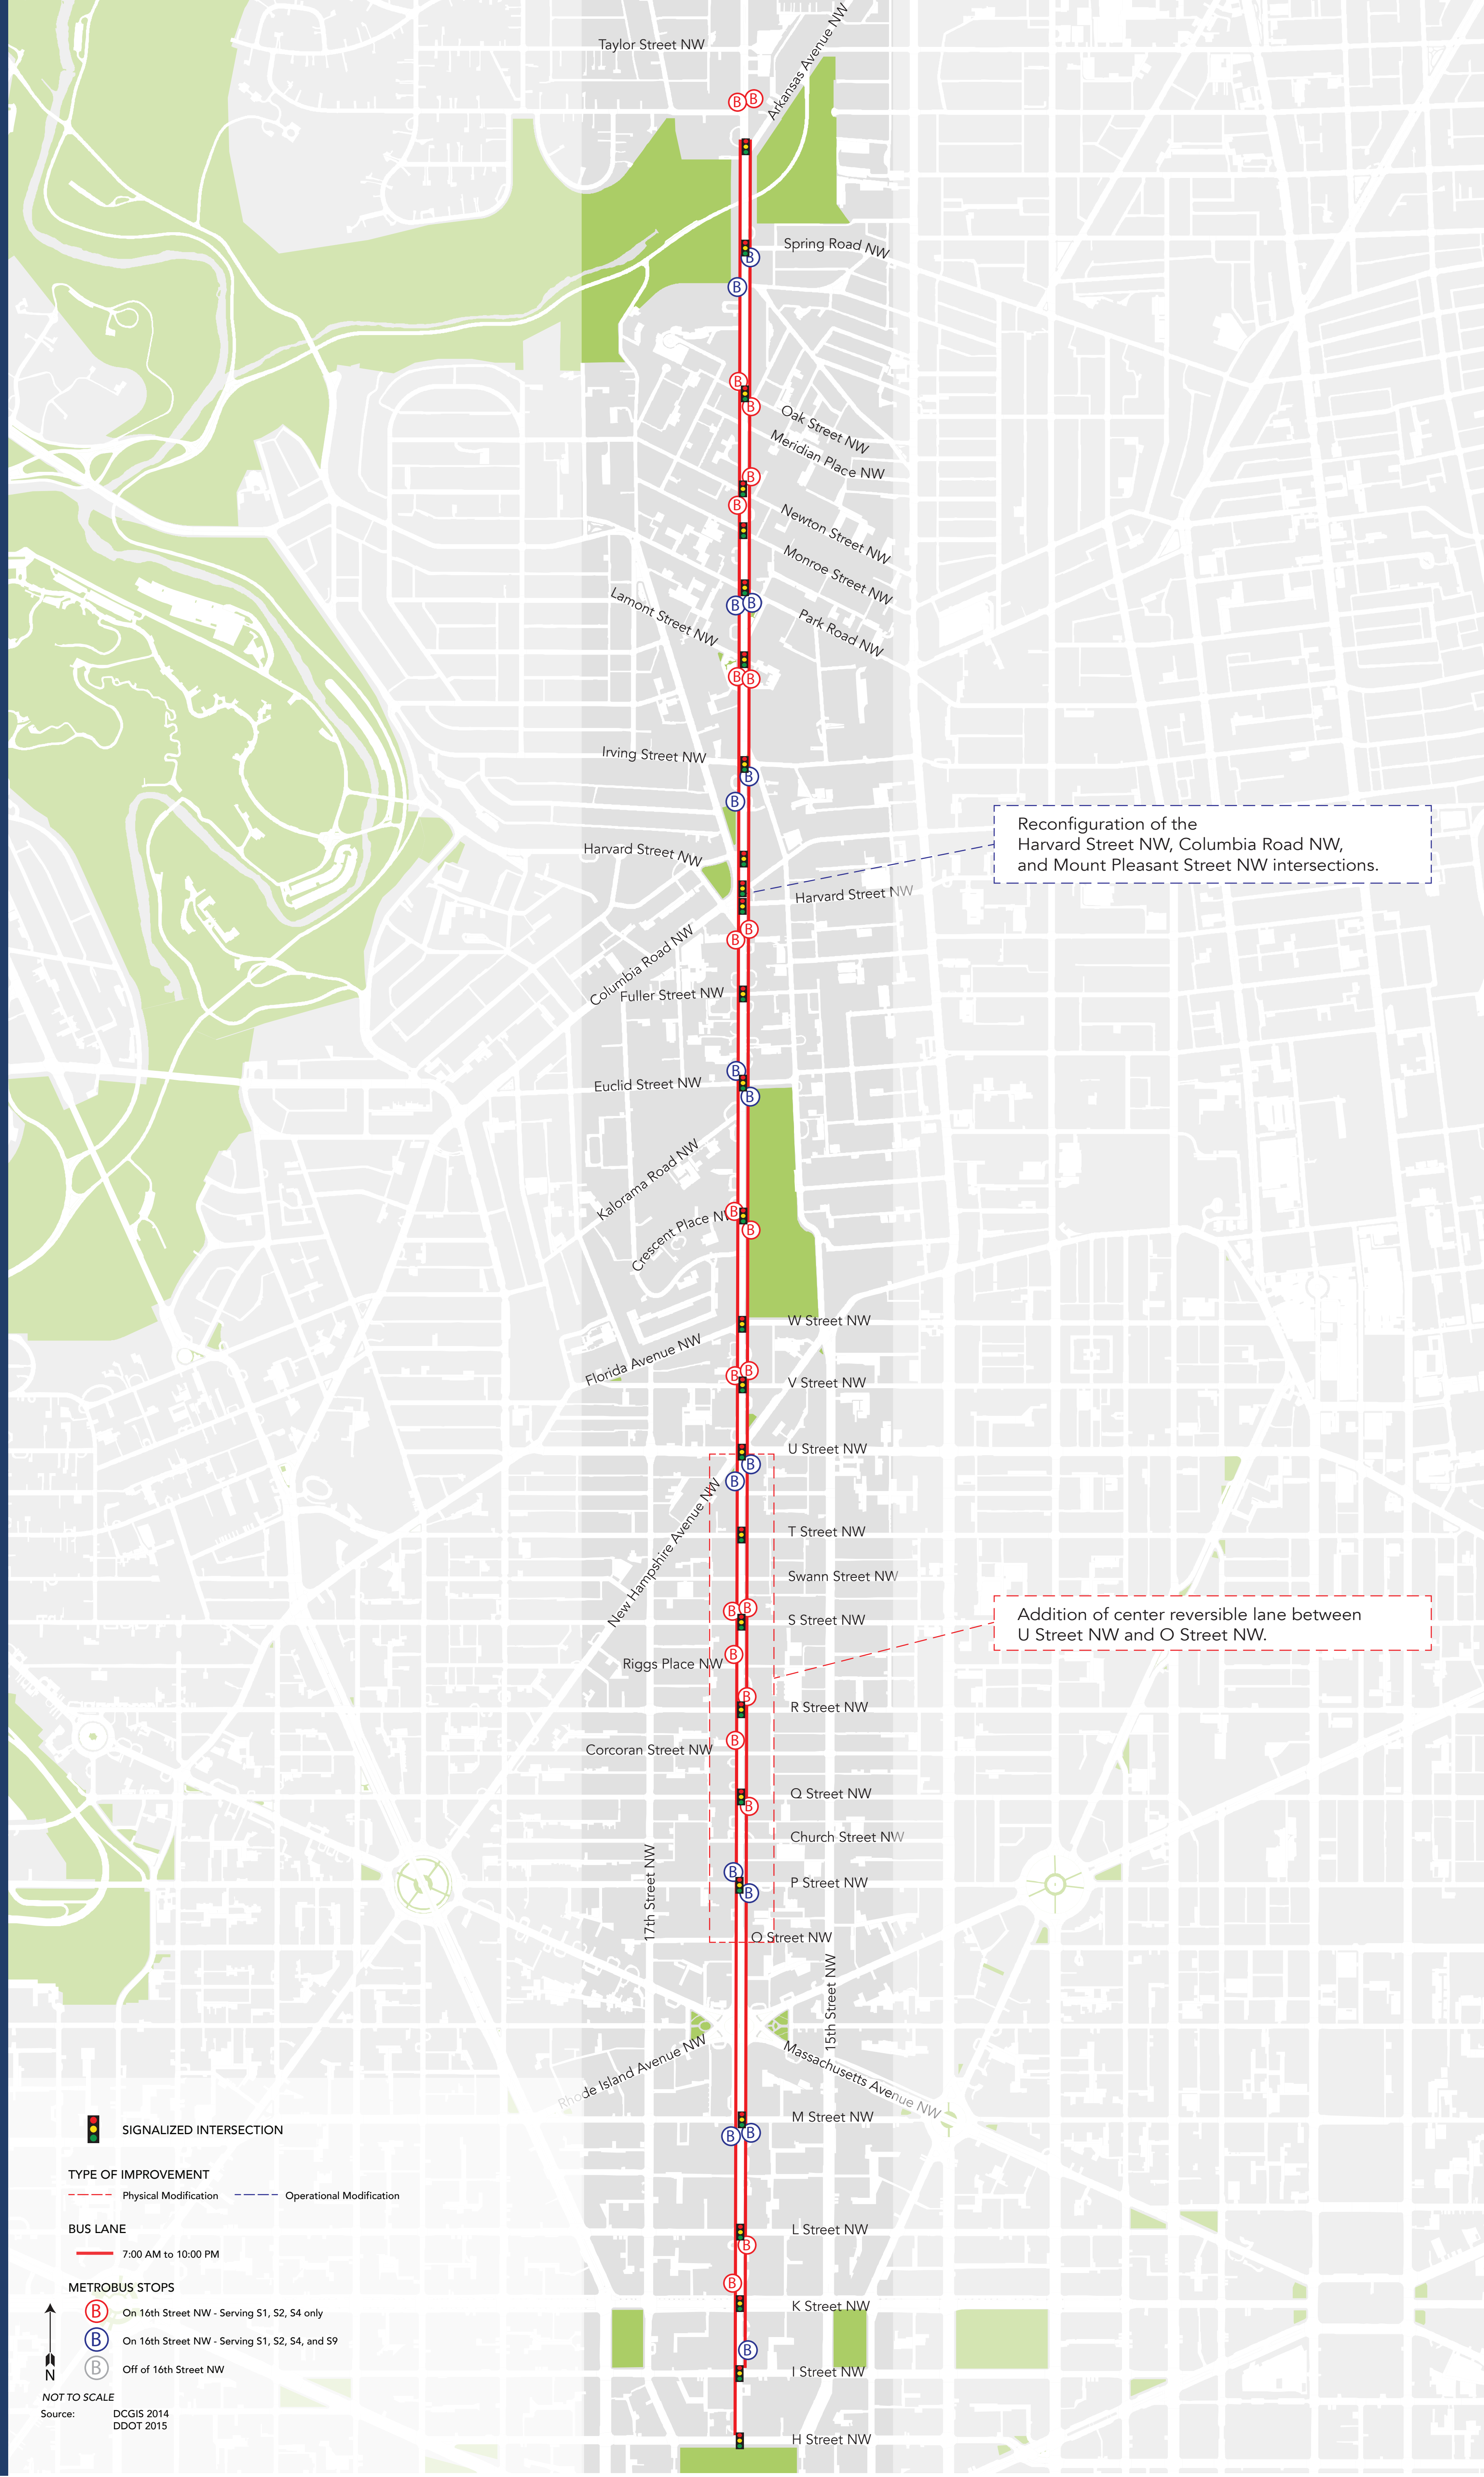 Taylor Street NW
Arkansas Avenue NW
B
B
Spring Road NW
B
B
B
B
Oak Street NW
Meridian Place NW
B
B
Newton Street NW
Monroe Street NW
Lamont Street NW
B
B
Park Road NW
B
B
Irving Street NW
B
B
Reconfiguration of the
Harvard Street NW, Columbia Road NW,
and Mount Pleasant Street NW intersections.
Harvard Street NW
Harvard Street NW
B
B
Columbia Road NW
Fuller Street NW
B
Euclid Street NW
B
Kalorama Road NW
B
Crescent Place NW
B
W Street NW
Florida Avenue NW
B
B
V Street NW
U Street NW
B
B
New Hampshire Avenue NW
T Street NW
Swann Street NW
B
B
S Street NW
Addition of center reversible lane between
U Street NW and O Street NW.
B
Riggs Place NW
B
R Street NW
B
Corcoran Street NW
Q Street NW
B
Church Street NW
17th Street NW
B
P Street NW
B
O Street NW
15th Street NW
Rhode Island Avenue NW
Massachusetts Avenue NW
M Street NW
B
B
L Street NW
B
B
K Street NW
B
I Street NW
H Street NW
SIGNALIZED INTERSECTION
TYPE OF IMPROVEMENT
Physical Modification
Operational Modification
BUS LANE
7:00 AM to 10:00 PM
METROBUS STOPS
B On 16th Street NW - Serving S1, S2, S4 only
B On 16th Street NW - Serving S1, S2, S4, and S9
B Off of 16th Street NW
N
NOT TO SCALE
Source: DCGIS 2014
DDOT 2015